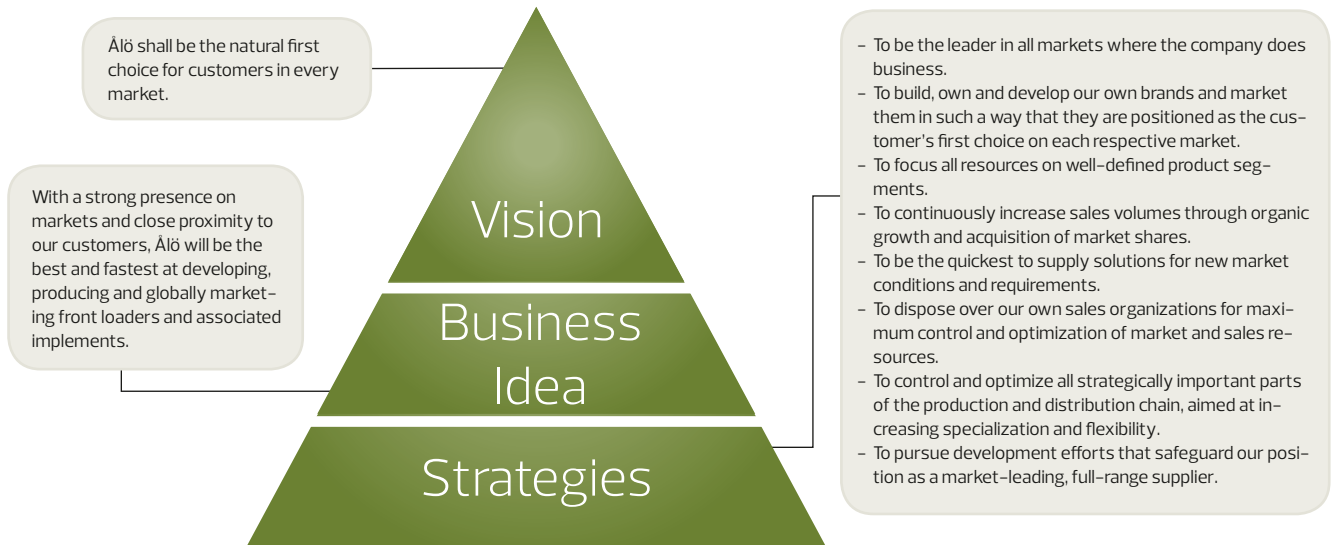 Ålö shall be the natural first
choice for customers in every
market.
With a strong presence on
markets and close proximity to
our customers, Ålö will be the
best and fastest at developing,
producing and globally market-
ing front loaders and associated
implements.
Vision
Business
Idea
Strategies
- To be the leader in all markets where the company does
business.
- To build, own and develop our own brands and market
them in such a way that they are positioned as the cus-
tomer's first choice on each respective market.
- To focus all resources on well-defined product seg-
ments.
- To continuously increase sales volumes through organic
growth and acquisition of market shares.
- To be the quickest to supply solutions for new market
conditions and requirements.
- To dispose over our own sales organizations for maxi-
mum control and optimization of market and sales re-
sources.
- To control and optimize all strategically important parts
of the production and distribution chain, aimed at in-
creasing specialization and flexibility.
- To pursue development efforts that safeguard our posi-
tion as a market-leading, full-range supplier.